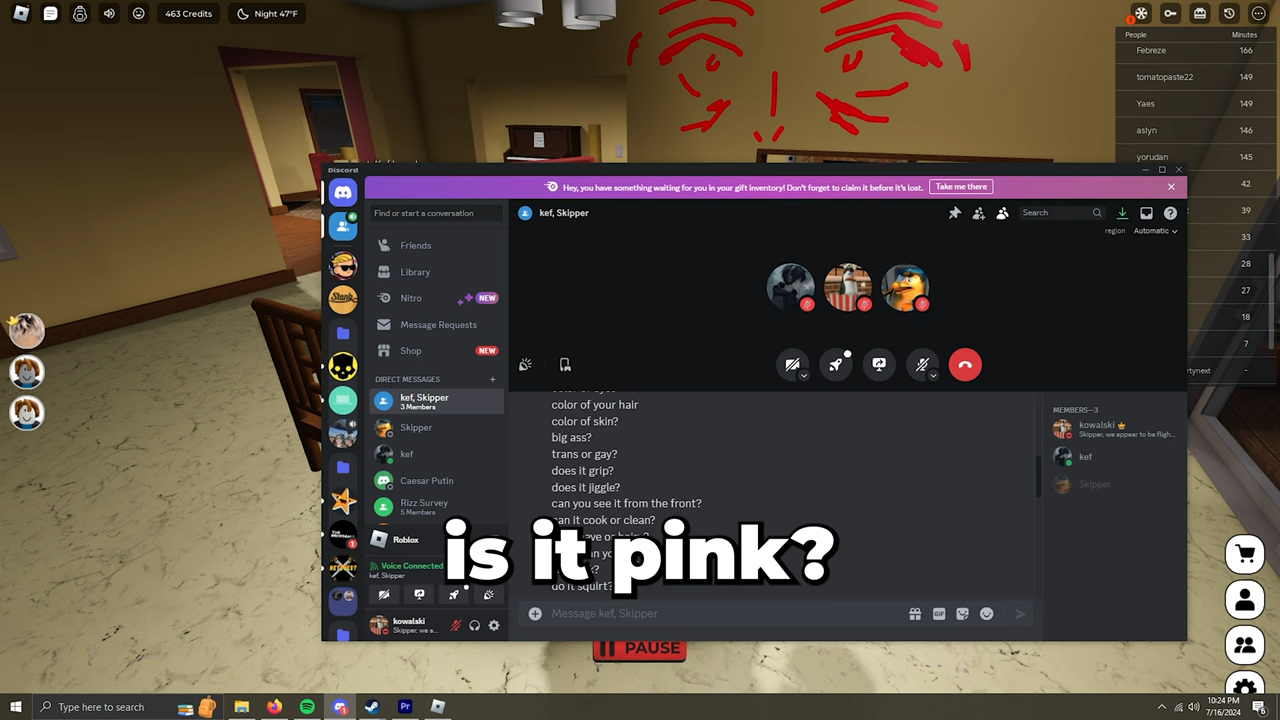 463 Credits
Night 47°F
People Minutes
Febreze 166
tomatopaste22 149
Yaes 149
aslyn 146
yorudan 145
42
39
33
28
27
18
7
Discord
Hey, you have something waiting for you in your gift inventory! Don't forget to claim it before it's lost. Take me there
Find or start a conversation
kef, Skipper
Search
region Automatic
Friends
Library
Nitro NEW
Message Requests
Shop NEW
DIRECT MESSAGES
kef, Skipper
3 Members
Skipper
kef
Caesar Putin
Rizz Survey
5 Members
Roblox
Voice Connected
kef, Skipper
kowalski
Skipper, we a...
color of your hair
color of skin?
big ass?
trans or gay?
does it grip?
does it jiggle?
can you see it from the front?
can it cook or clean?
do it squirt?
is it pink?
Message kef, Skipper
GIF
MEMBERS—3
kowalski
Skipper, we appear to be fligh...
kef
Skipper
PAUSE
Type here to search
Pr
10:24 PM
7/16/2024
6